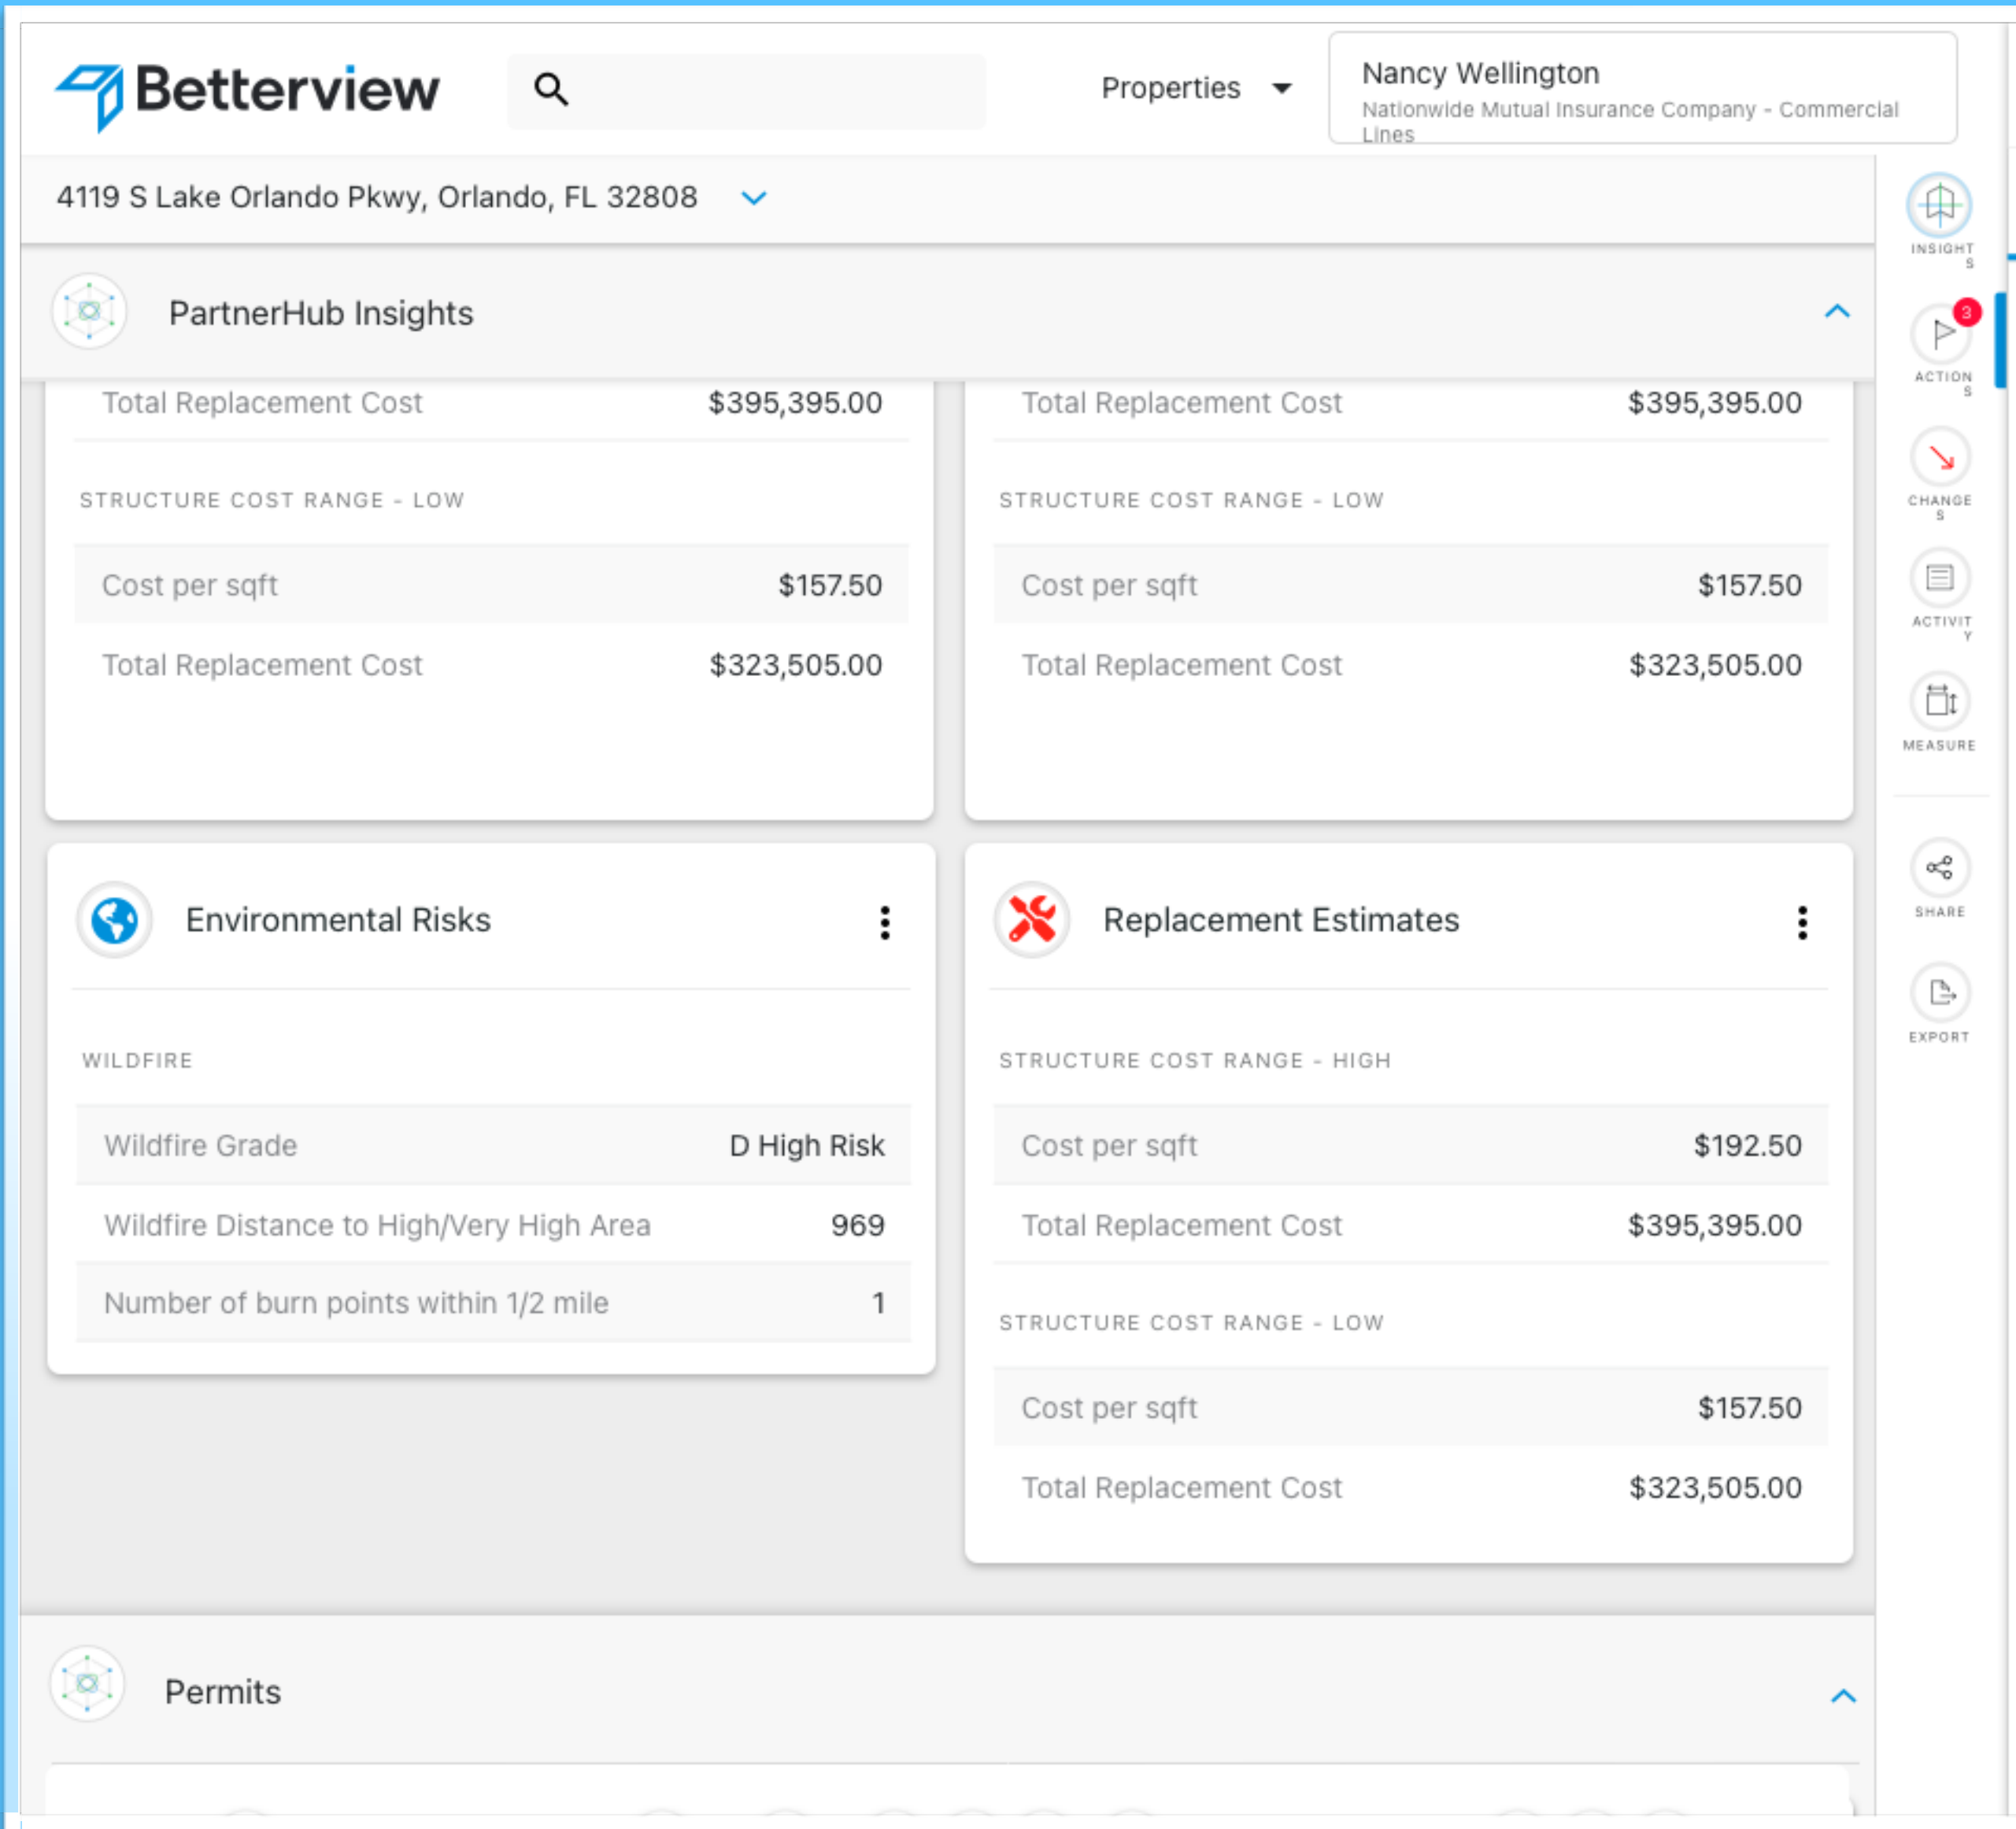 Betterview
Properties
Nancy Wellington
Nationwide Mutual Insurance Company - Commercial
Lines
4119 S Lake Orlando Pkwy, Orlando, FL 32808
INSIGHT
S
PartnerHub Insights
3
ACTION
S
Total Replacement Cost $395,395.00
STRUCTURE COST RANGE - LOW
Cost per sqft $157.50
Total Replacement Cost $323,505.00
Total Replacement Cost $395,395.00
STRUCTURE COST RANGE - LOW
Cost per sqft $157.50
Total Replacement Cost $323,505.00
CHANGE
S
ACTIVIT
Y
MEASURE
SHARE
EXPORT
Environmental Risks
WILDFIRE
Wildfire Grade D High Risk
Wildfire Distance to High/Very High Area 969
Number of burn points within 1/2 mile 1
Replacement Estimates
STRUCTURE COST RANGE - HIGH
Cost per sqft $192.50
Total Replacement Cost $395,395.00
STRUCTURE COST RANGE - LOW
Cost per sqft $157.50
Total Replacement Cost $323,505.00
Permits